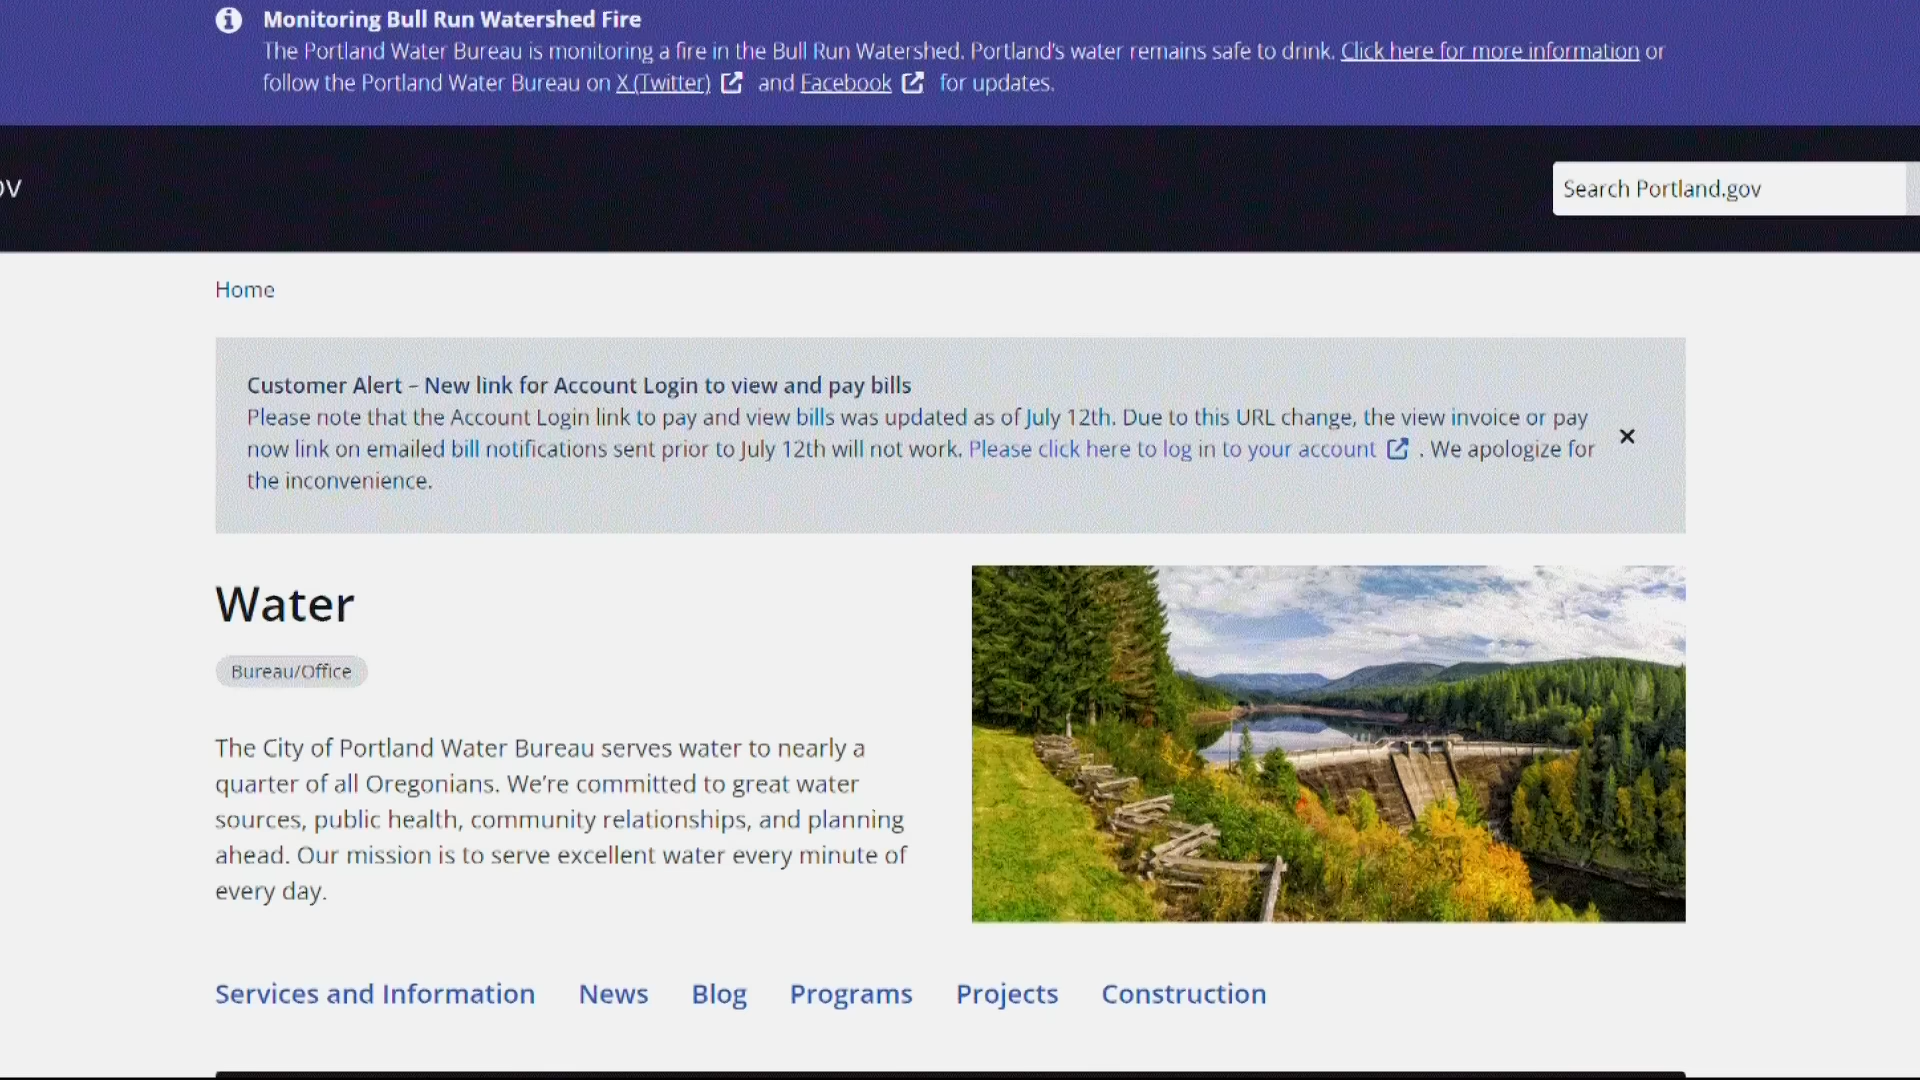 Monitoring Bull Run Watershed Fire
The Portland Water Bureau is monitoring a fire in the Bull Run Watershed. Portland's water remains safe to drink. Click here for more information or
follow the Portland Water Bureau on X (Twitter) and Facebook for updates.
OV
Search Portland.gov
Home
Customer Alert – New link for Account Login to view and pay bills
Please note that the Account Login link to pay and view bills was updated as of July 12th. Due to this URL change, the view invoice or pay
now link on emailed bill notifications sent prior to July 12th will not work. Please click here to log in to your account . We apologize for
the inconvenience.
Water
Bureau/Office
The City of Portland Water Bureau serves water to nearly a
quarter of all Oregonians. We’re committed to great water
sources, public health, community relationships, and planning
ahead. Our mission is to serve excellent water every minute of
every day.
Services and Information News Blog Programs Projects Construction